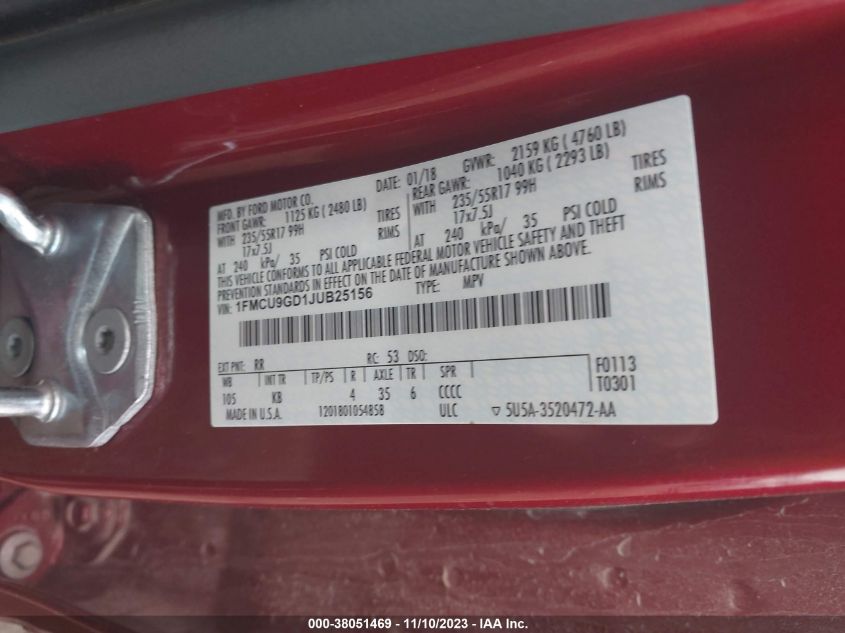 MFD. BY FORD MOTOR CO.
DATE: 01/18 GVWR: 2159 KG ( 4760 LB)
FRONT GAWR: 1125 KG ( 2480 LB) REAR GAWR: 1040 KG ( 2293 LB)
WITH 235/55R17 99H TIRES WITH 235/55R17 99H TIRES
17x7.5J RIMS 17x7.5J RIMS
AT 240 kPa/ 35 PSI COLD AT 240 kPa/ 35 PSI COLD
THIS VEHICLE CONFORMS TO ALL APPLICABLE FEDERAL MOTOR VEHICLE SAFETY AND THEFT
PREVENTION STANDARDS IN EFFECT ON THE DATE OF MANUFACTURE SHOWN ABOVE.
VIN: 1FMCU9GD1JUB25156 TYPE: MPV
EXT PNT: RR RC: 53 DSO: F0113
WB INT TR TP/PS R AXLE TR SPR T0301
105 KB 4 35 6 CCCC
MADE IN U.S.A. 1201801054858 ULC ▽ 5U5A-3520472-AA
000-38051469 - 11/10/2023 - IAA Inc.